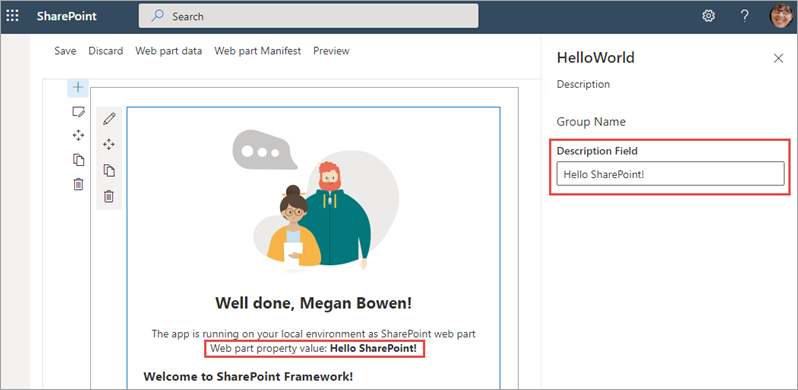 SharePoint
Search
?
Save Discard Web part data Web part Manifest Preview
Well done, Megan Bowen!
The app is running on your local environment as SharePoint web part
Web part property value: Hello SharePoint!
Welcome to SharePoint Framework!
HelloWorld
Description
Group Name
Description Field
Hello SharePoint!